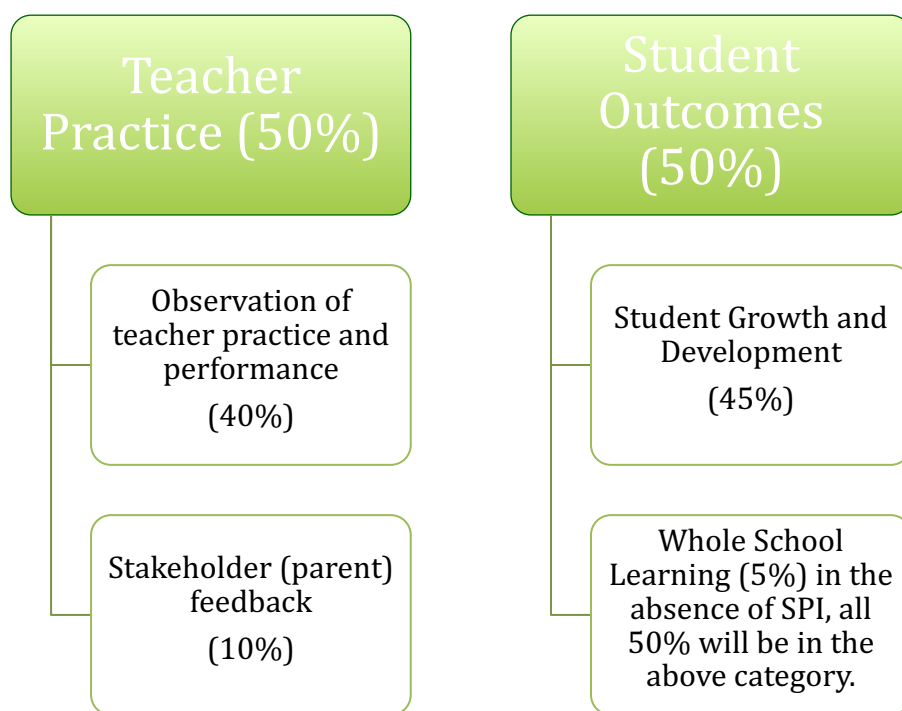 Teacher
Practice (50%)
Observation of
teacher practice and
performance
(40%)
Stakeholder (parent)
feedback
(10%)
Student
Outcomes
(50%)
Student Growth and
Development
(45%)
Whole School
Learning (5%) in the
absence of SPI, all
50% will be in the
above category.